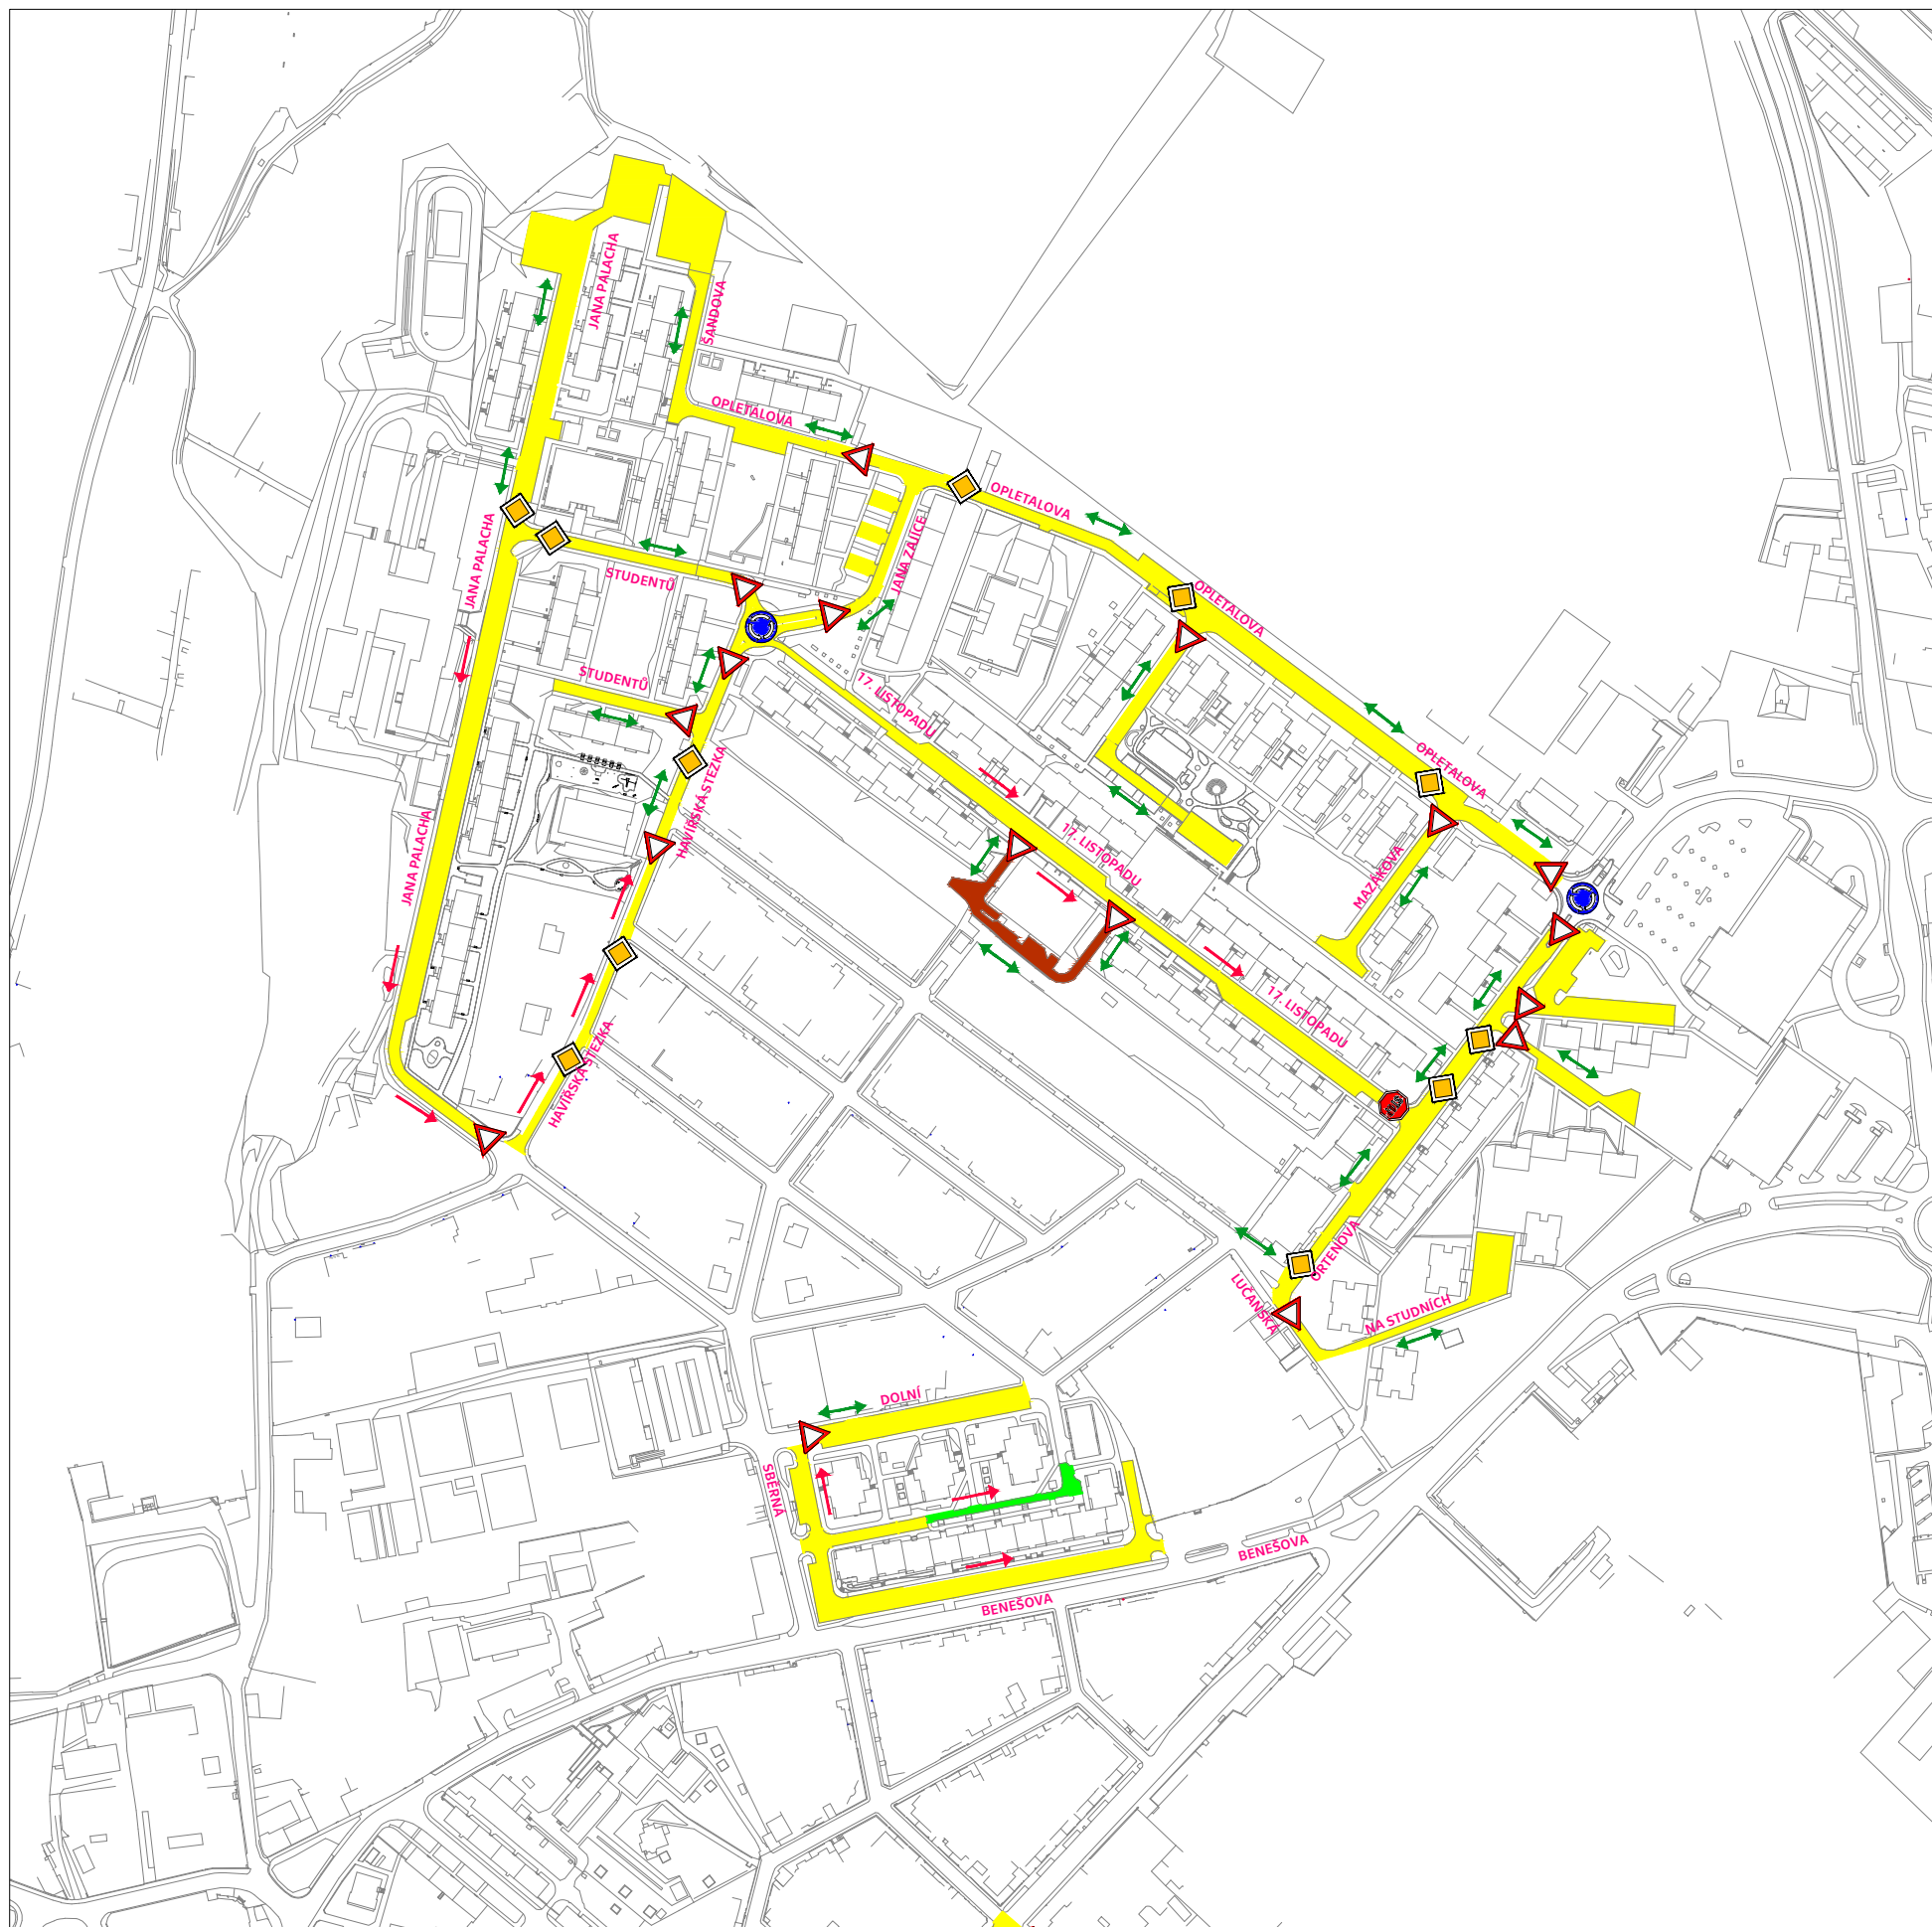 JANA PALACHA
ŠANDOVA
OPLETALOVA
OPLETALOVA
JANA PALACHA
JANA ZAJÍCE
STUDENTŮ
OPLETALOVA
STUDENTŮ
17. LISTOPADU
HAVÍŘSKÁ STEZKA
OPLETALOVA
JANA PALACHA
17. LISTOPADU
MAZÁKOVA
17. LISTOPADU
HAVÍŘSKÁ STEZKA
ORTENOVA
LUČANSKÁ
NA STUDNÍCH
DOLNÍ
SBĚRNÁ
BENEŠOVA
BENEŠOVA
STOP